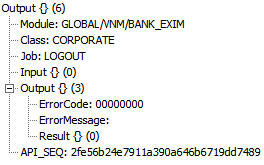 Output {} (6)
Module: GLOBAL/VNM/BANK_EXIM
Class: CORPORATE
Job: LOGOUT
Input {} (0)
Output {} (3)
ErrorCode: 00000000
ErrorMessage:
Result {} (0)
API_SEQ: 2fe56b24e7911a390a646b6719dd7489